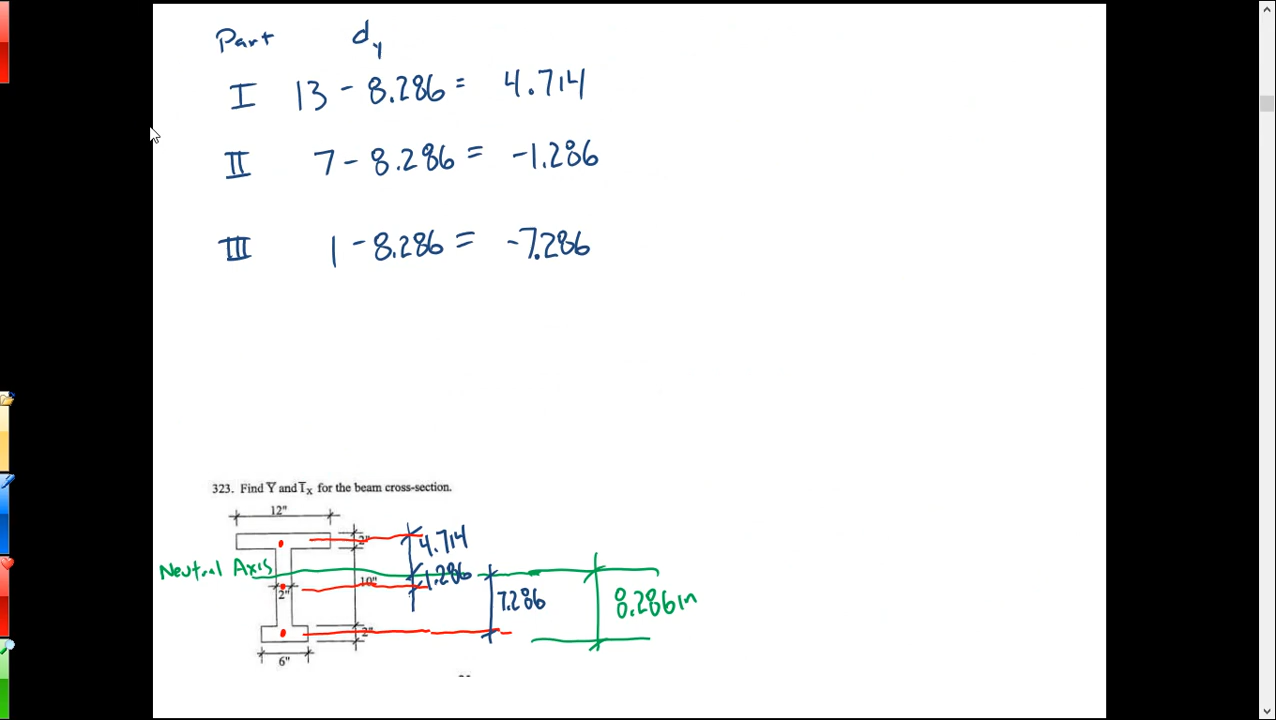 Part dy
I 13 - 8.286 = 4.714
II 7 - 8.286 = -1.286
III 1 - 8.286 = -7.286
323. Find Y̅ and I̅x for the beam cross-section.
12"
2"
4.714
Neutral Axis
1.286
10"
2"
7.286
8.286 in
2"
6"